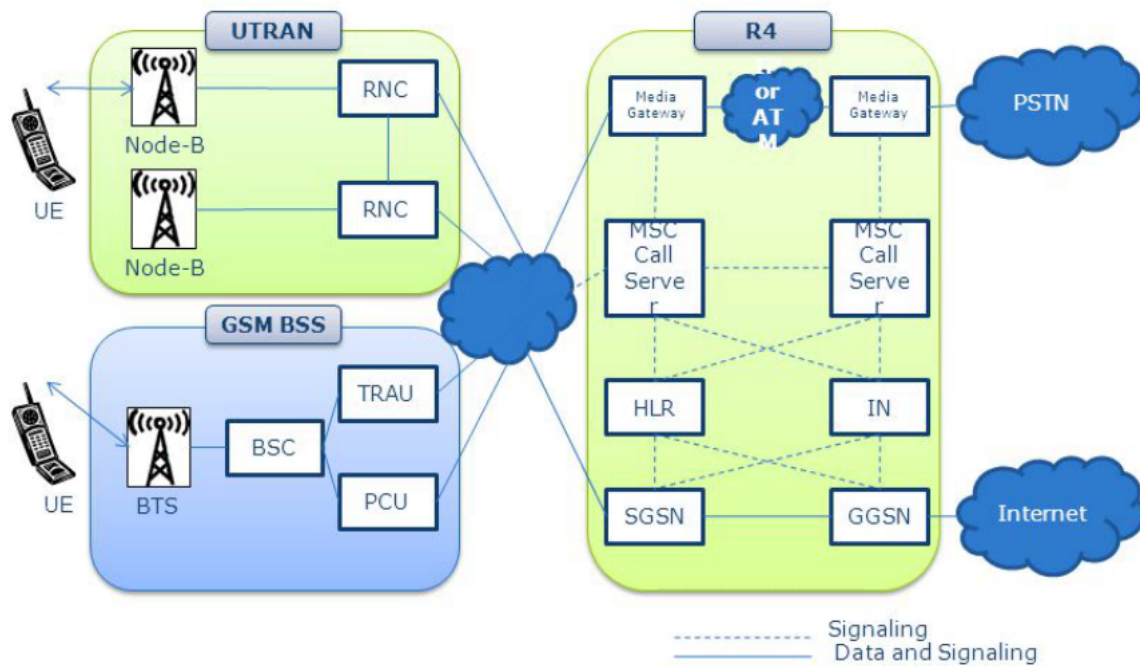 UTRAN
R4
RNC
Node-B
Media
Gateway
or
AT
M
Media
Gateway
PSTN
UE
RNC
Node-B
MSC
Call
Serve
r
MSC
Call
Serve
r
GSM BSS
TRAU
HLR
IN
BSC
UE
BTS
PCU
SGSN
GGSN
Internet
Signaling
Data and Signaling